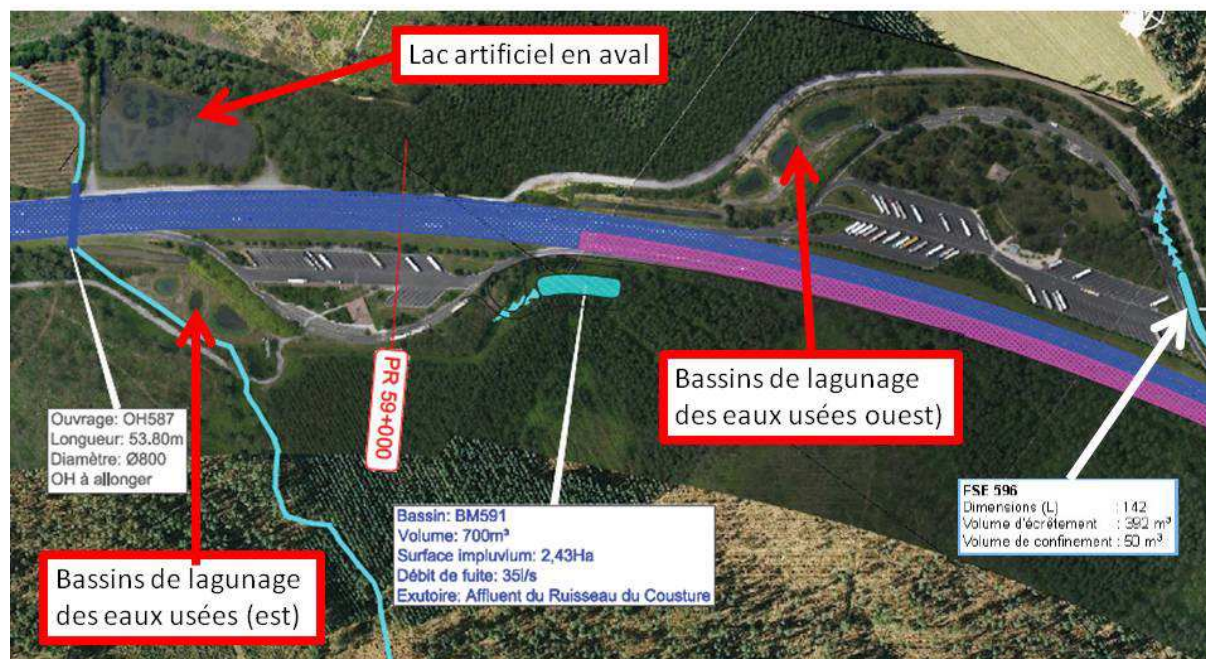 Lac artificiel en aval
Bassins de lagunage
des eaux usées ouest)
PR 59+000
Ouvrage: OH587
Longueur: 53.80m
Diamètre: Ø800
OH à allonger
Bassin: BM591
Volume: 700m³
Surface impluvium: 2,43Ha
Débit de fuite: 35l/s
Exutoire: Affluent du Ruisseau du Cousture
FSE 596
Dimensions (L) : 142
Volume d'écrêtement : 392 m³
Volume de confinement : 50 m³
Bassins de lagunage
des eaux usées (est)